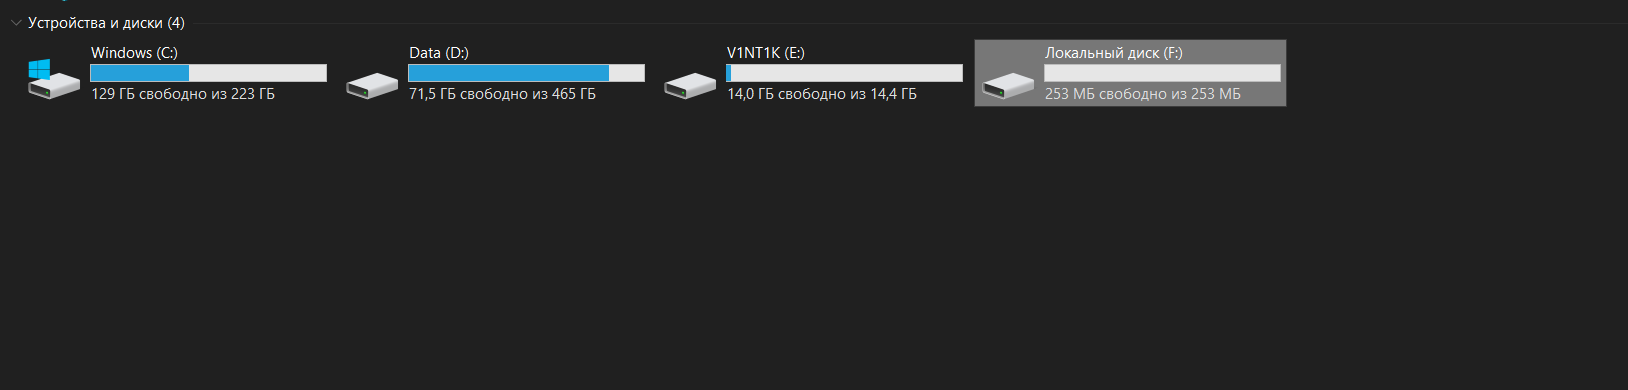 Устройства и диски (4)
Windows (C:)
129 ГБ свободно из 223 ГБ
Data (D:)
71,5 ГБ свободно из 465 ГБ
V1NT1K (E:)
14,0 ГБ свободно из 14,4 ГБ
Локальный диск (F:)
253 МБ свободно из 253 МБ